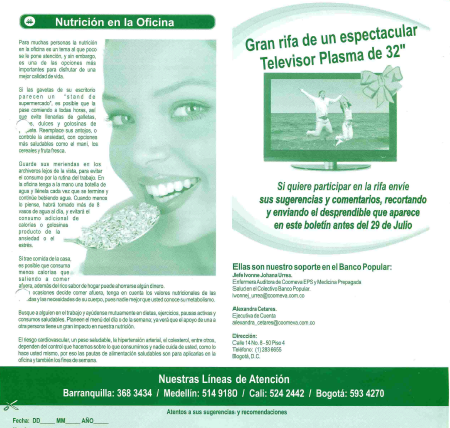 Nutrición en la Oficina
Para muchas personas la nutrición
en la oficina es un tema al que poco
se le pone atención, y sin embargo,
es una de las opciones más
importantes para disfrutar de una
mejor calidad de vida.
Si las gavetas de su escritorio
parecen un "stand de
supermercado", es posible que la
pase comiendo a todas horas, así
que evite llenarlas de galletas,
dulces y golosinas de
Reemplace sus antojos, o
controle la ansiedad, con opciones
más saludables como el maní, los
cereales y fruta fresca.
Guarde sus meriendas en los
archiveros lejos de la vista, para evitar
el consumo por la rutina del trabajo. En
la oficina tenga a la mano una botella de
agua y llénela cada vez que se termine y
continúe bebiendo agua. Cuando menos
lo piense, habrá tomado más de 8
vasos de agua al día, y evitará el
consumo adicional de
calorías o golosinas
producto de la
ansiedad o el
estrés.
Si trae comida de la casa,
es posible que consuma
menos calorías que
saliendo a comer
afuera, además del rico sabor de hogar puede ahorrarse algún dinero.
ocasiones decide comer afuera, tenga en cuenta los valores nutricionales de las
y las necesidades de su cuerpo, pues nadie mejor que usted conoce su metabolismo.
Busque a alguien en el trabajo y ayúdense mutuamente en dietas, ejercicios, pausas activas y
consumos saludables. Planeen el menú del día o de la semana; ya verá que el apoyo de una a
otra persona tiene un gran impacto en nuestra nutrición.
El riesgo cardiovascular, un peso saludable, la hipertensión arterial, el colesterol, entre otros,
dependen del control que hacemos sobre lo que consumimos y nadie cuida de usted, como lo
hace usted mismo, por eso las pautas de alimentación saludables son para aplicarlas en la
oficina y también los fines de semana.
Gran rifa de un espectacular
Televisor Plasma de 32"
Si quiere participar en la rifa envíe
sus sugerencias y comentarios, recortando
y enviando el desprendible que aparece
en este boletín antes del 29 de Julio
Ellas son nuestro soporte en el Banco Popular:
Jefe Ivonne Johana Urrea.
Enfermera Auditora de Coomeva EPS y Medicina Prepagada
Salud en el Colectivo Banco Popular.
ivonnej_urrea@coomeva.com.co
Alexandra Cetares.
Ejecutiva de Cuenta
alexandra_cetares@coomeva.com.co
Dirección:
Calle 14 No. 8 - 50 Piso 4
Teléfono: (1) 283 6655
Bogotá, D.C.
Nuestras Líneas de Atención
Barranquilla: 368 3434 / Medellín: 514 9180 / Cali: 524 2442 / Bogotá: 593 4270
Atentos a sus sugerencias y recomendaciones
Fecha: DD_____ MM_____ AÑO_____